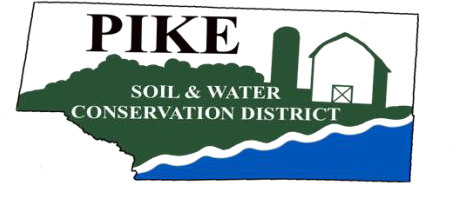 PIKE
SOIL & WATER
CONSERVATION DISTRICT